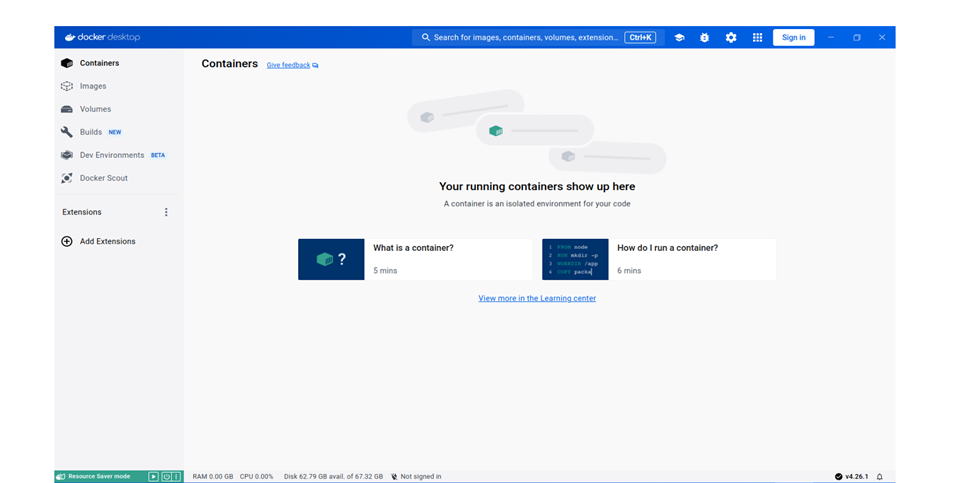 docker desktop
Search for images, containers, volumes, extension... Ctrl+K
Sign in
Containers
Images
Volumes
Builds NEW
Dev Environments BETA
Docker Scout
Extensions
Add Extensions
Containers Give feedback
Your running containers show up here
A container is an isolated environment for your code
?
What is a container?
5 mins
1 FROM node
2 RUN mkdir -p
3 WORKDIR /app
4 COPY packa
How do I run a container?
6 mins
View more in the Learning center
Resource Saver mode
RAM 0.00 GB CPU 0.00% Disk 62.79 GB avail. of 67.32 GB Not signed in
v4.26.1